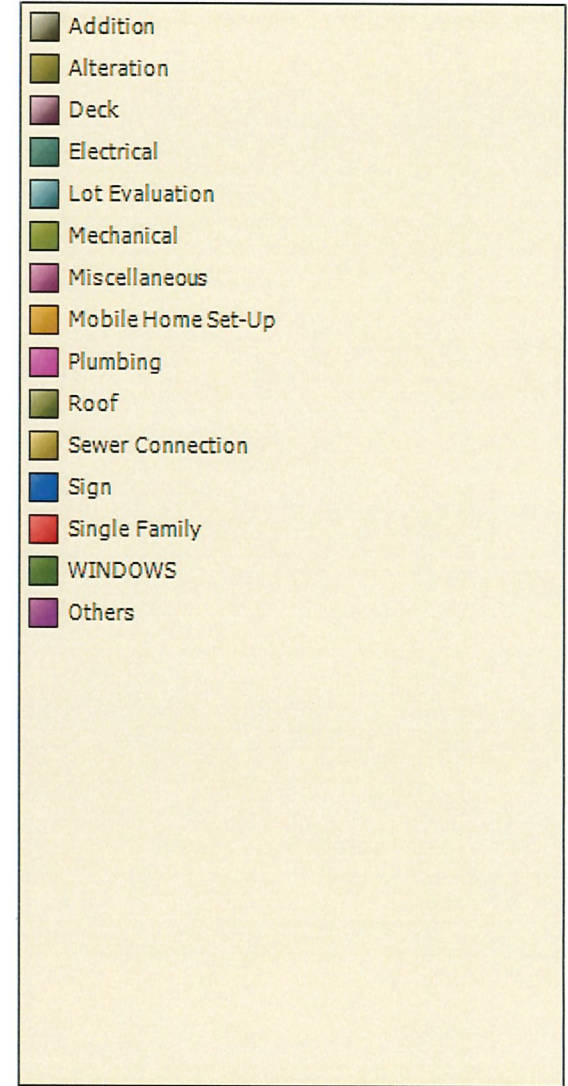 Addition
Alteration
Deck
Electrical
Lot Evaluation
Mechanical
Miscellaneous
Mobile Home Set-Up
Plumbing
Roof
Sewer Connection
Sign
Single Family
WINDOWS
Others